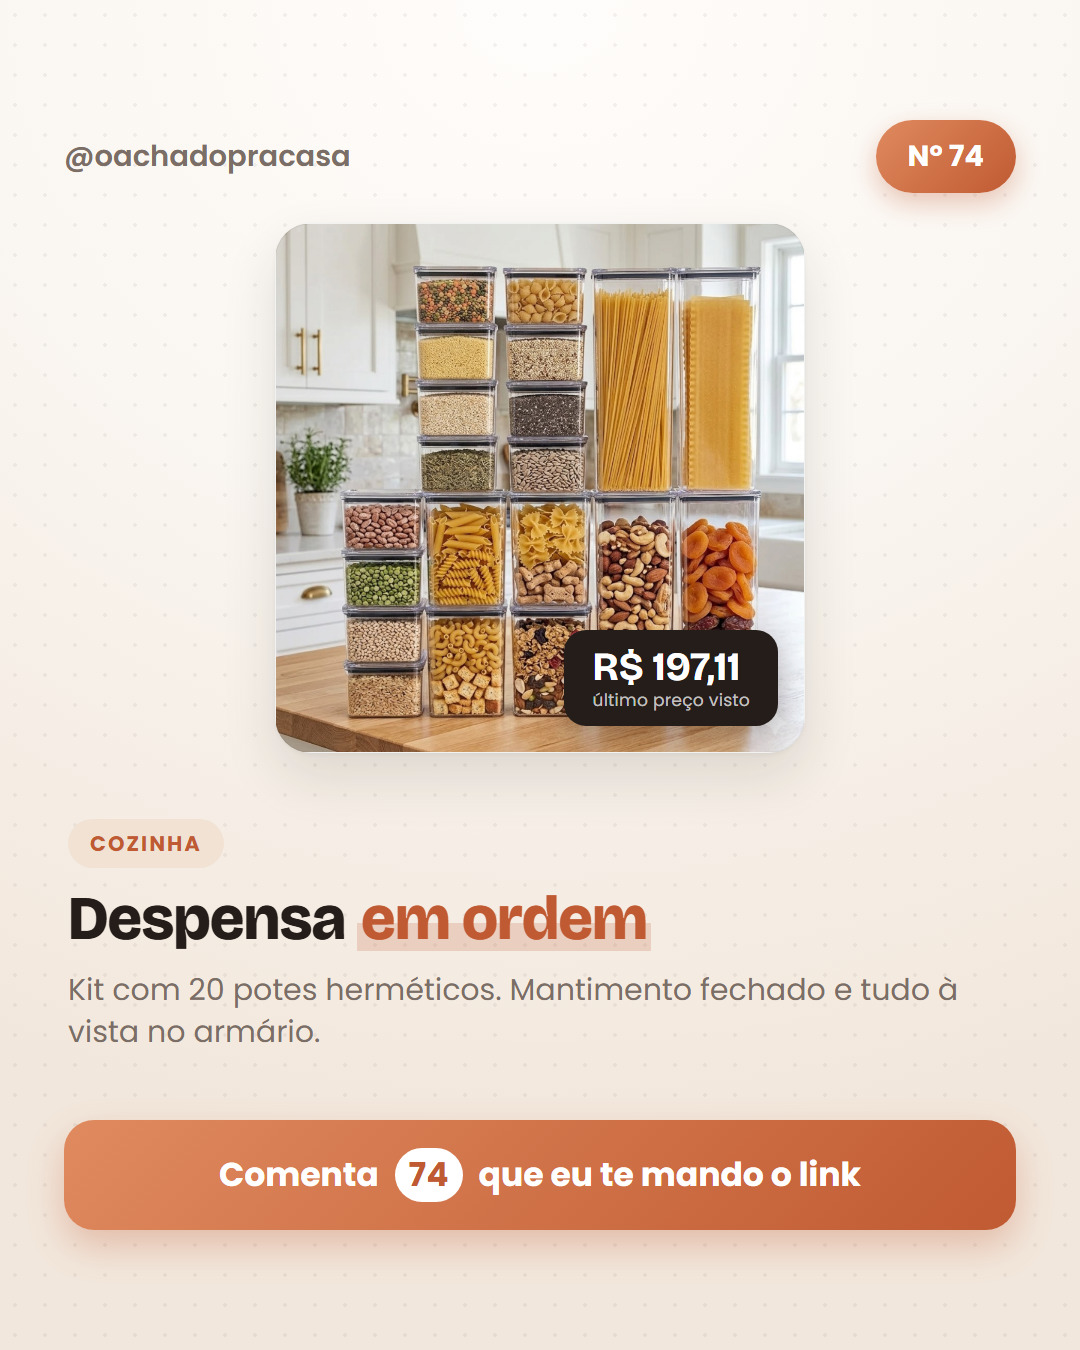 @oachadopracasa
Nº 74
R$ 197,11
último preço visto
COZINHA
Despensa em ordem
Kit com 20 potes herméticos. Mantimento fechado e tudo à
vista no armário.
Comenta 74 que eu te mando o link